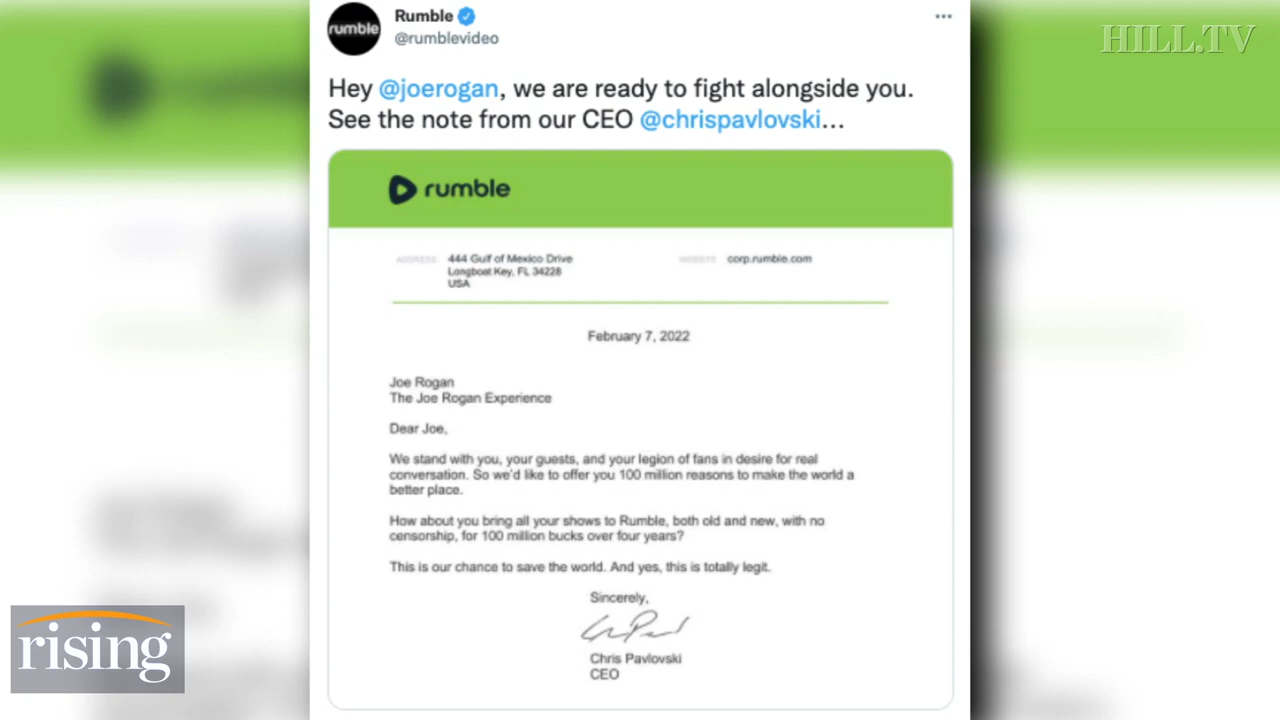 Rumble
@rumblevideo
HILL.TV
rumble
Hey @joerogan, we are ready to fight alongside you.
See the note from our CEO @chrispavlovski...
rumble
ADDRESS 444 Gulf of Mexico Drive
Longboat Key, FL 34228
USA
WEBSITE corp.rumble.com
February 7, 2022
Joe Rogan
The Joe Rogan Experience
Dear Joe,
We stand with you, your guests, and your legion of fans in desire for real
conversation. So we'd like to offer you 100 million reasons to make the world a
better place.
How about you bring all your shows to Rumble, both old and new, with no
censorship, for 100 million bucks over four years?
This is our chance to save the world. And yes, this is totally legit.
Sincerely,
Chris Pavlovski
CEO
rising